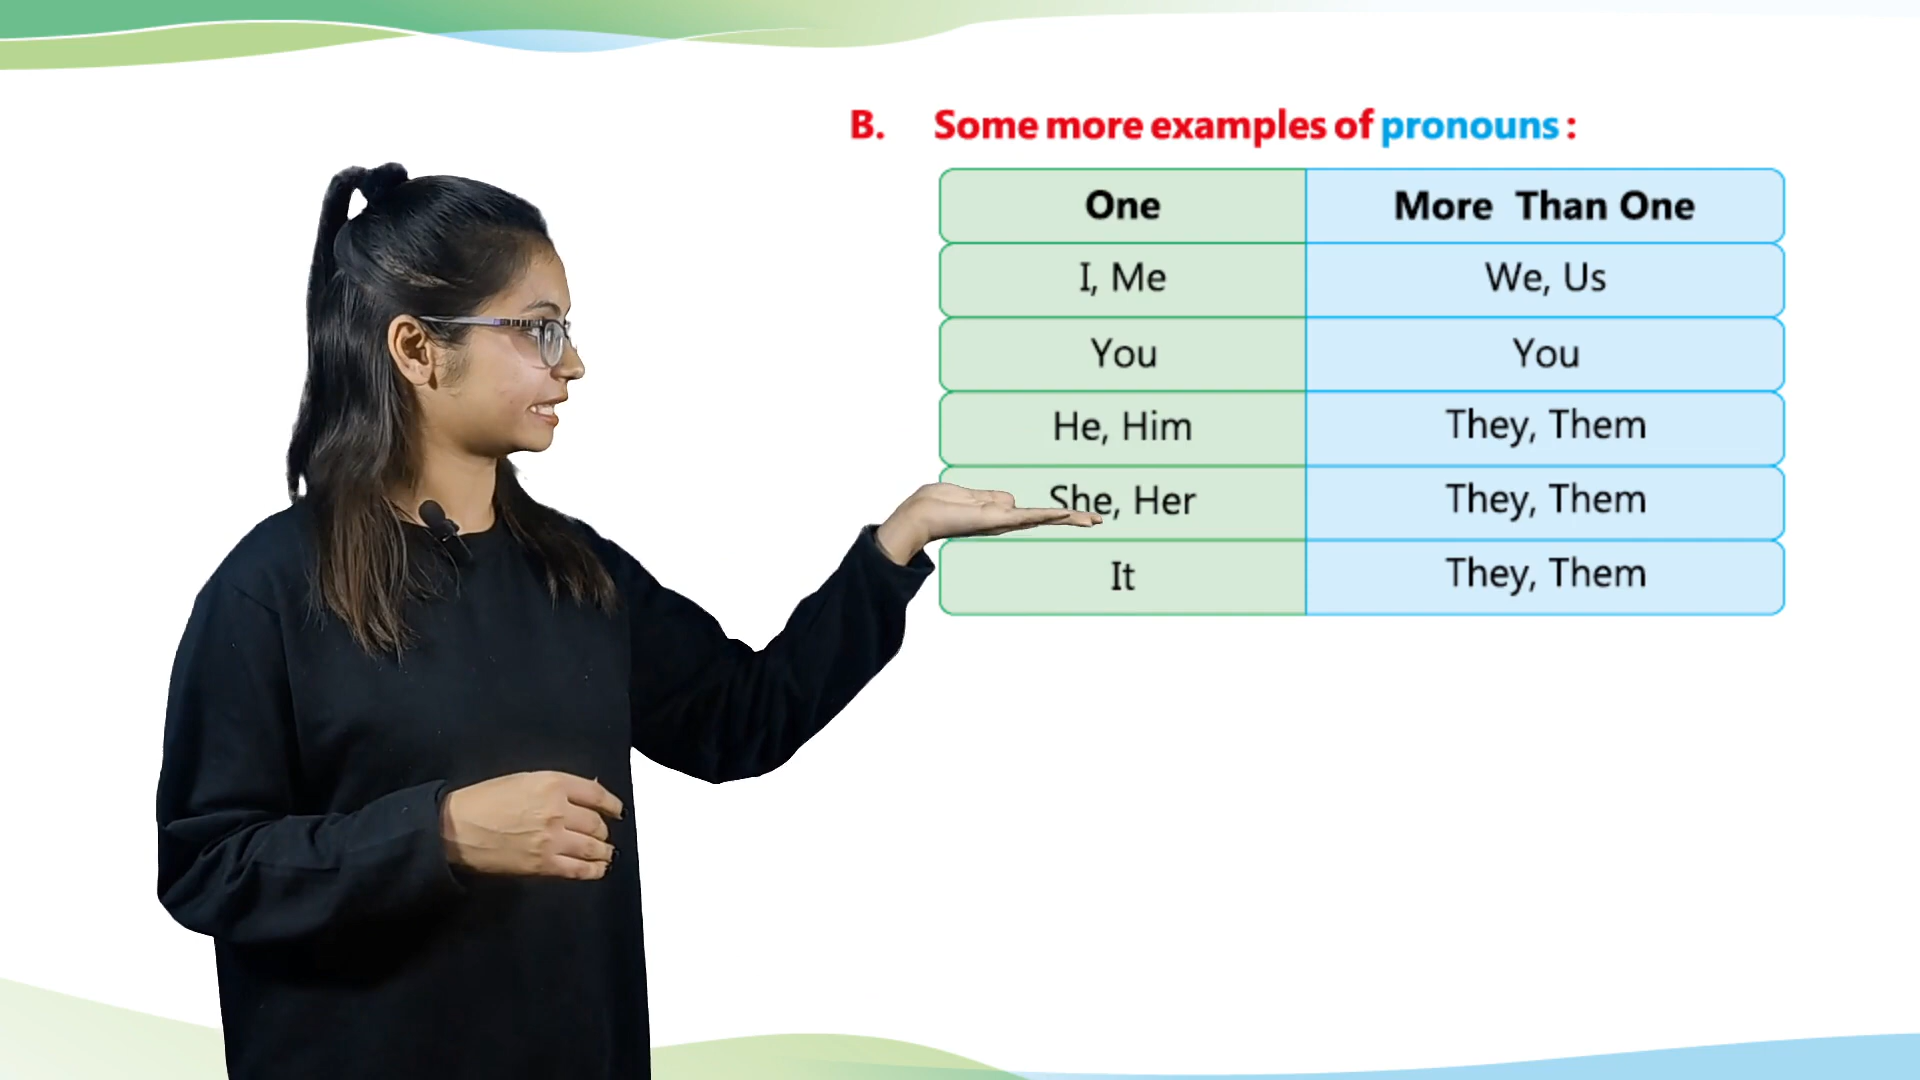 B. Some more examples of pronouns :
One More Than One
I, Me We, Us
You You
He, Him They, Them
She, Her They, Them
It They, Them